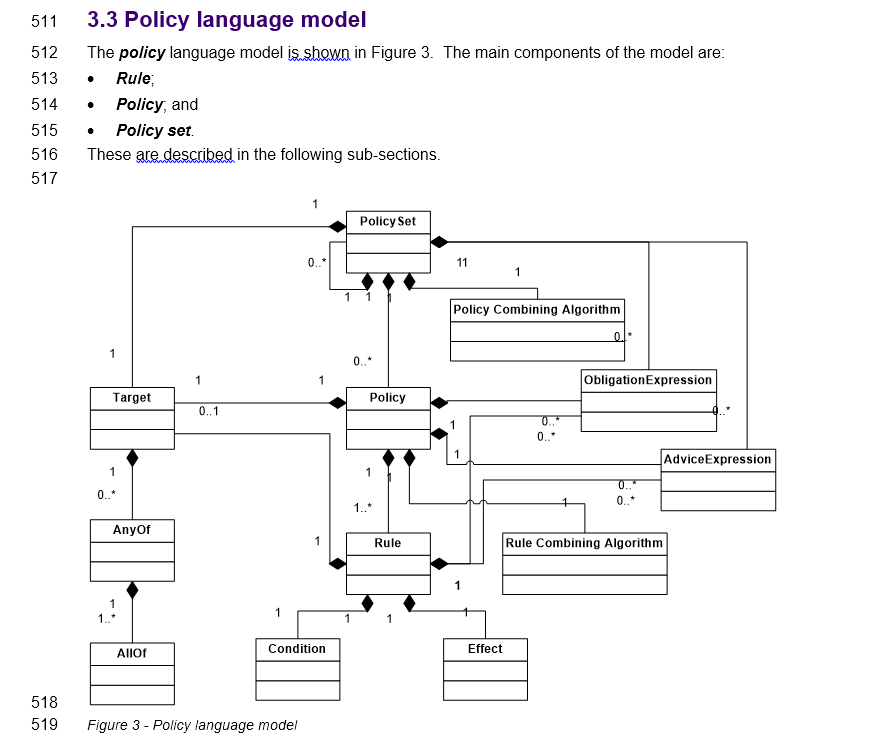 511 3.3 Policy language model
512 The policy language model is shown in Figure 3. The main components of the model are:
513 • Rule;
514 • Policy; and
515 • Policy set.
516 These are described in the following sub-sections.
517
1
PolicySet
0..*
11
1
1 1 1
Policy Combining Algorithm
0..*
1
0..*
ObligationExpression
1 1
Target
0..1
Policy
0..*
1
0..*
0..*
1
AdviceExpression
1
0..*
1 1
0..*
0..*
1..*
1
AnyOf
1
Rule
Rule Combining Algorithm
1
1
1..*
1
1 1
1
AllOf
Condition
Effect
518
519 Figure 3 - Policy language model